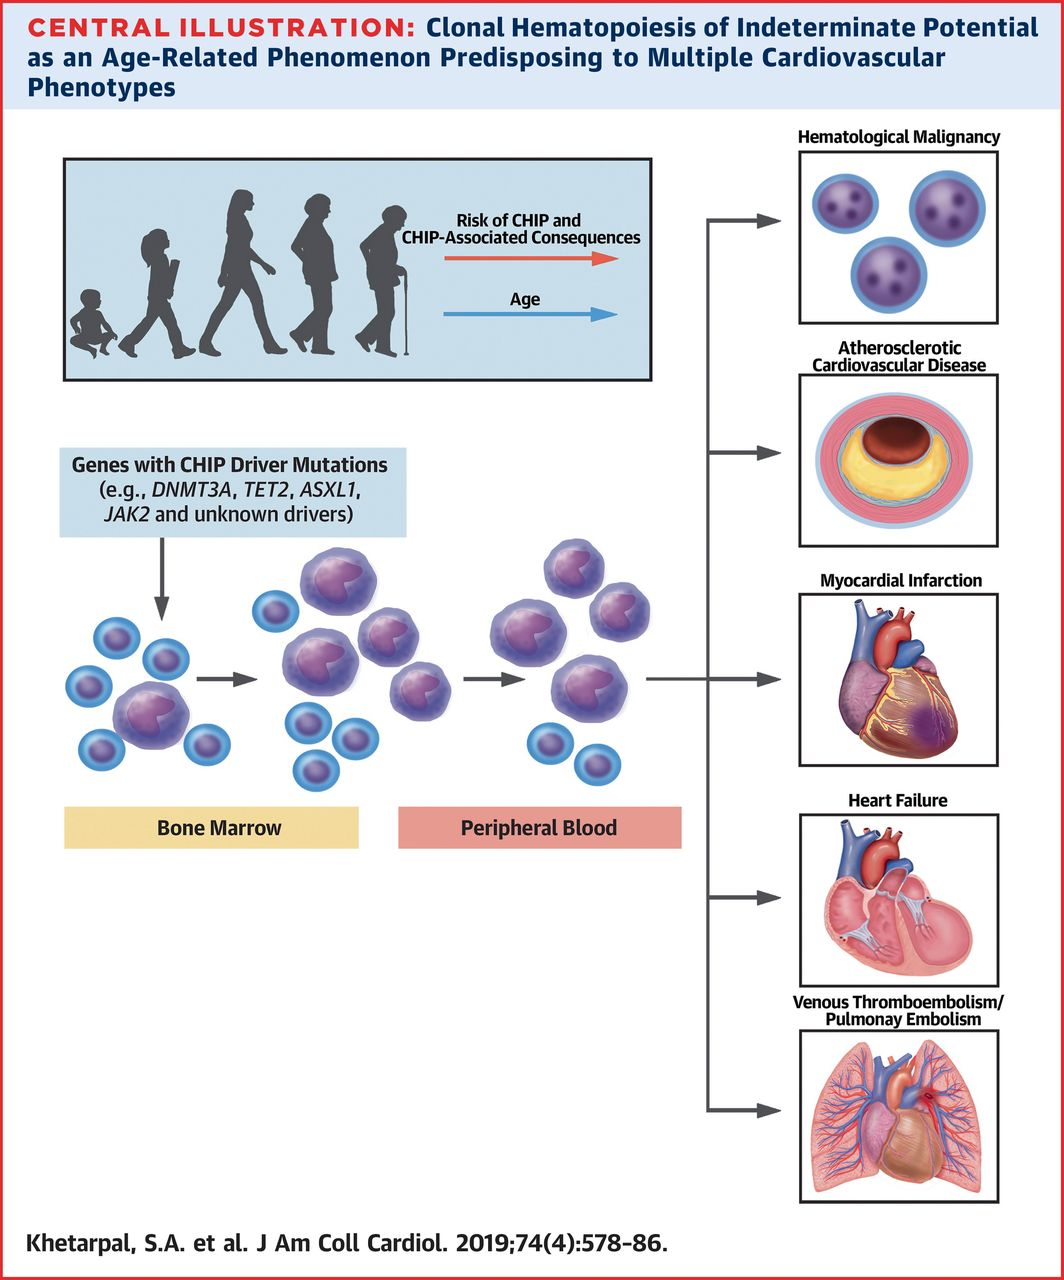 CENTRAL ILLUSTRATION: Clonal Hematopoiesis of Indeterminate Potential
as an Age-Related Phenomenon Predisposing to Multiple Cardiovascular
Phenotypes
Risk of CHIP and
CHIP-Associated Consequences
Age
Genes with CHIP Driver Mutations
(e.g., DNMT3A, TET2, ASXL1,
JAK2 and unknown drivers)
Bone Marrow
Peripheral Blood
Hematological Malignancy
Atherosclerotic
Cardiovascular Disease
Myocardial Infarction
Heart Failure
Venous Thromboembolism/
Pulmonay Embolism
Khetarpal, S.A. et al. J Am Coll Cardiol. 2019;74(4):578–86.